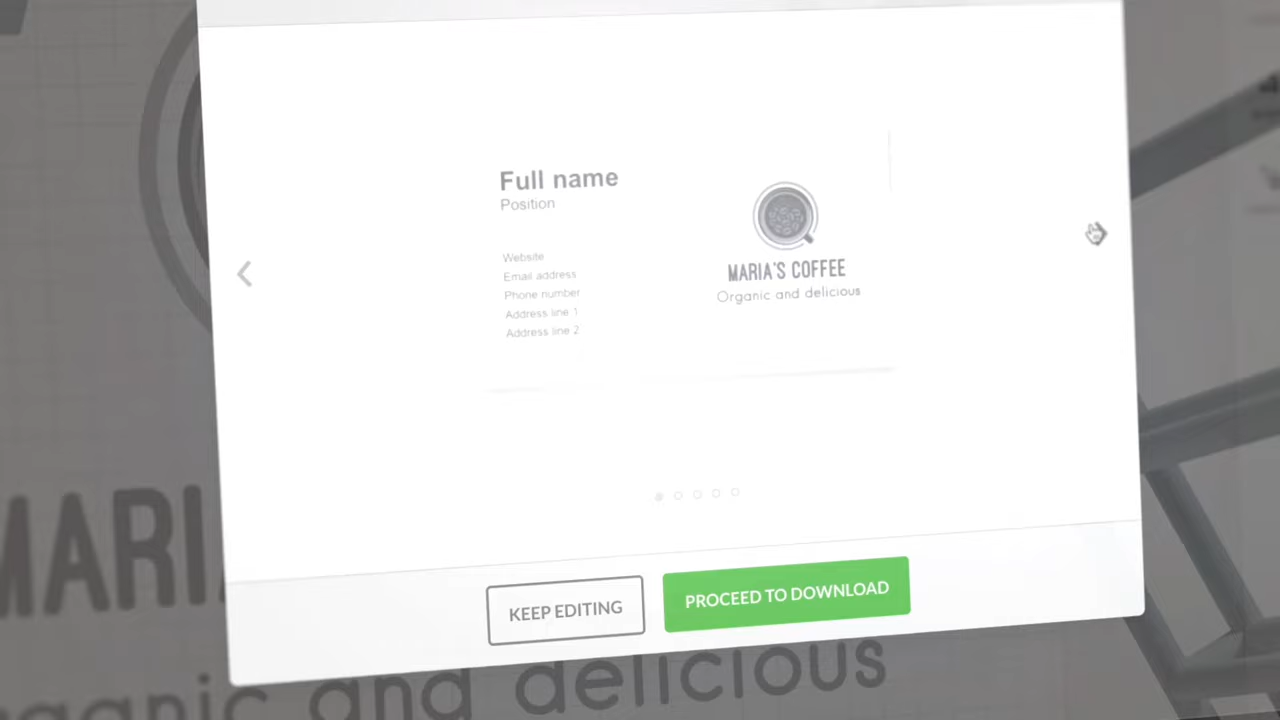 Full name
Position
Website
Email address
Phone number
Address line 1
Address line 2
MARIA'S COFFEE
Organic and delicious
KEEP EDITING
PROCEED TO DOWNLOAD
MARI
rganic and delicious